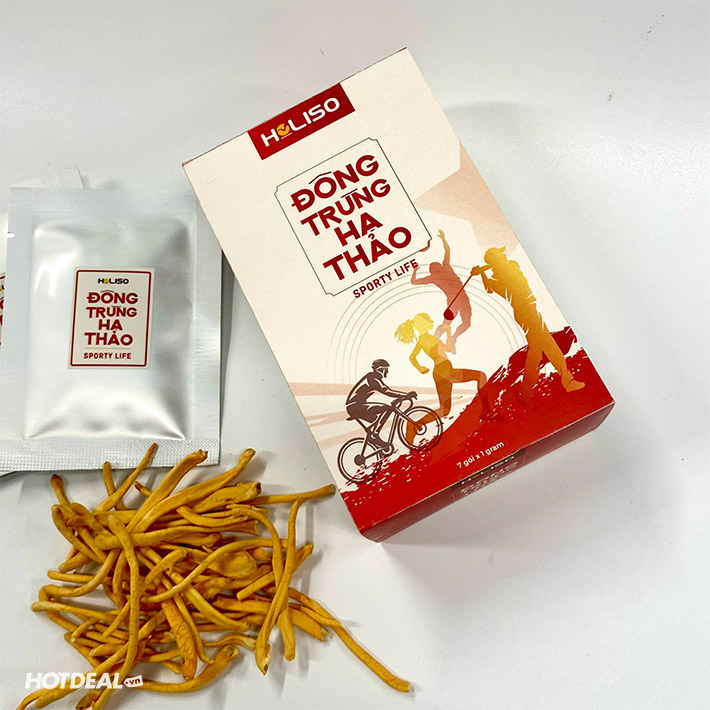 HOLISO
ĐÔNG
TRÙNG
HẠ
THẢO
SPORTY LIFE
7 gói x 1 gram
HOLISO
ĐÔNG
TRÙNG
HẠ
THẢO
SPORTY LIFE
HOTDEAL.vn